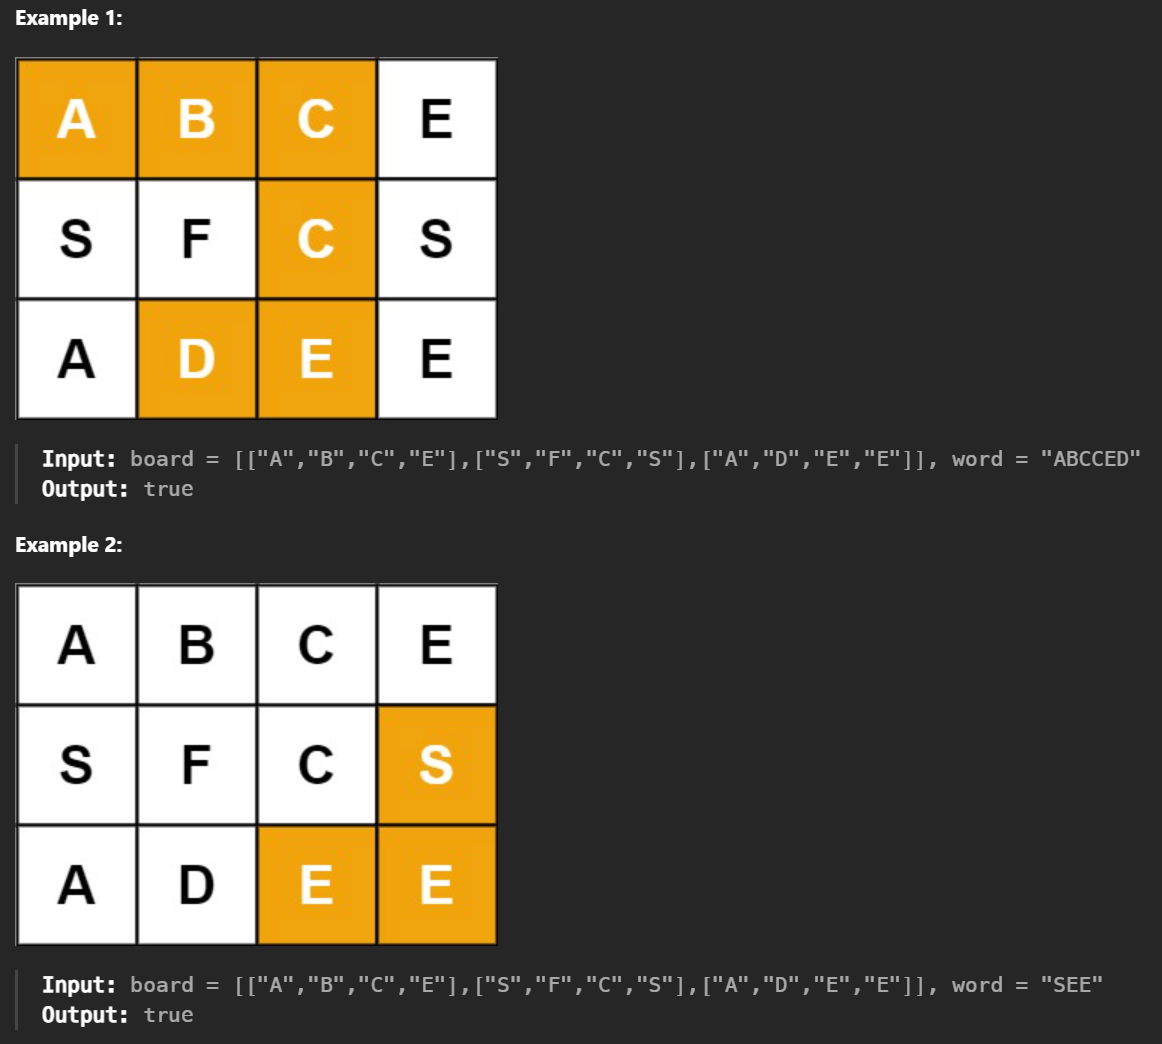 Example 1:
A B C E
S F C S
A D E E
Input: board = [["A","B","C","E"],["S","F","C","S"],["A","D","E","E"]], word = "ABCCED"
Output: true
Example 2:
A B C E
S F C S
A D E E
Input: board = [["A","B","C","E"],["S","F","C","S"],["A","D","E","E"]], word = "SEE"
Output: true